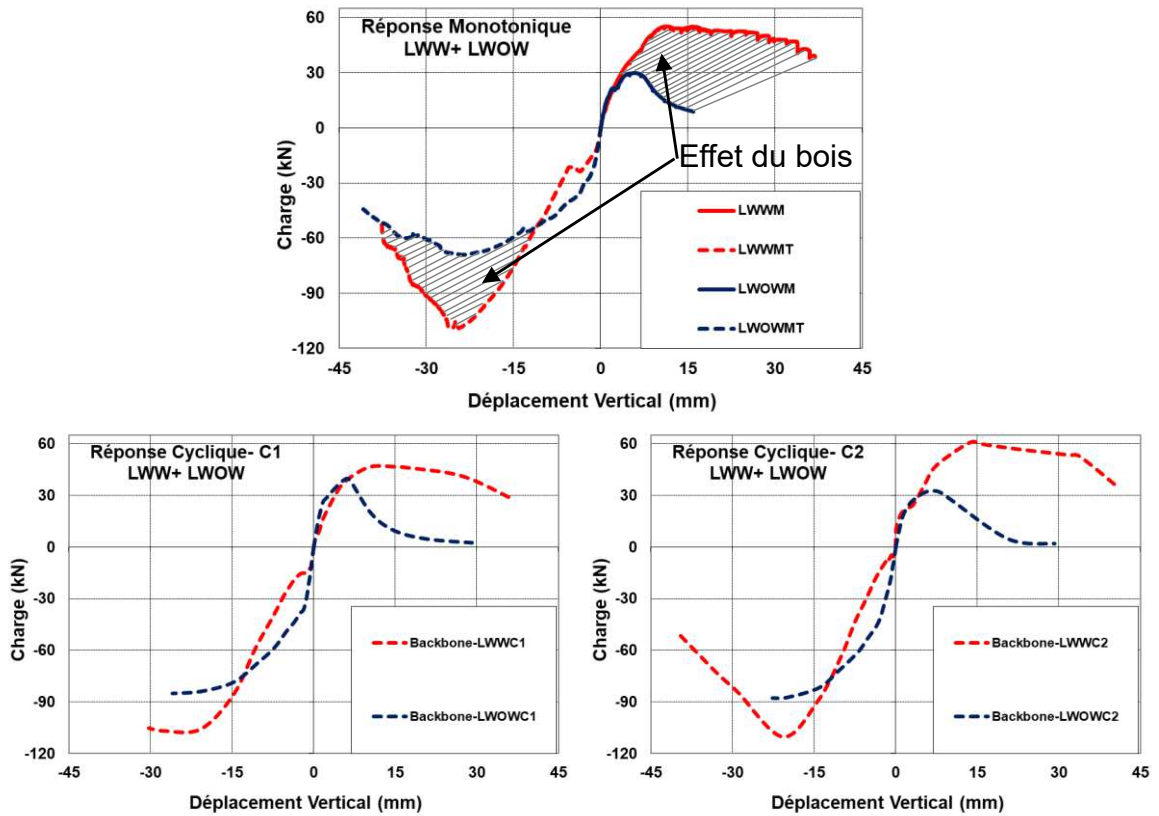 Réponse Monotonique
LWW+ LWOW
60
30
0
-30
-60
-90
-120
Charge (kN)
Effet du bois
LWWM
LWWMT
LWOWM
LWOWMT
-45 -30 -15 0 15 30 45
Déplacement Vertical (mm)
Réponse Cyclique- C1
LWW+ LWOW
60
30
0
-30
-60
-90
-120
Charge (kN)
Backbone-LWWC1
Backbone-LWOWC1
-45 -30 -15 0 15 30 45
Déplacement Vertical (mm)
Réponse Cyclique- C2
LWW+ LWOW
60
30
0
-30
-60
-90
-120
Charge (kN)
Backbone-LWWC2
Backbone-LWOWC2
-45 -30 -15 0 15 30 45
Déplacement Vertical (mm)